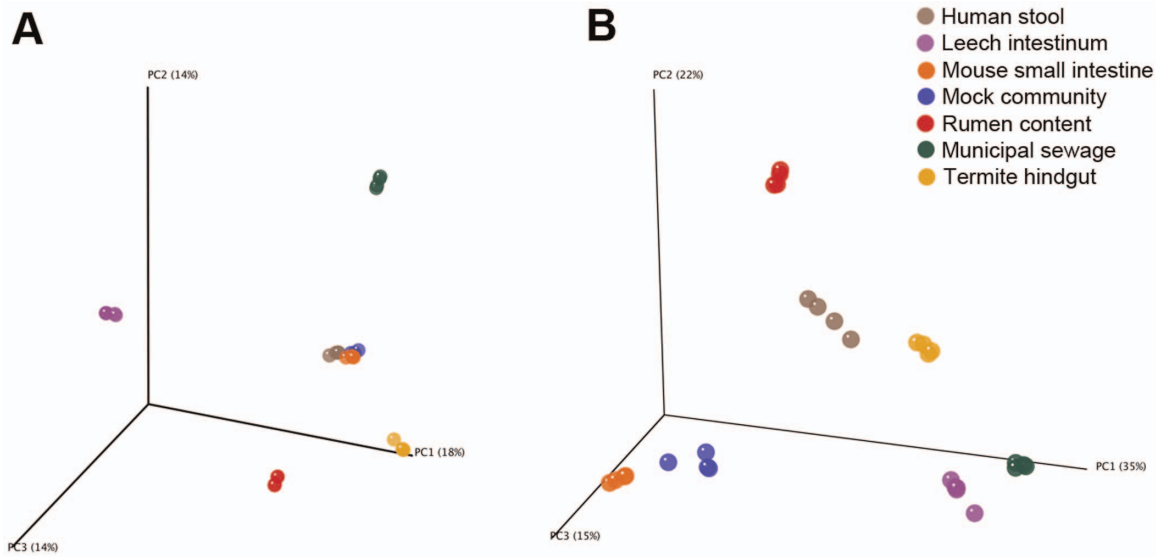 A
PC2 (14%)
PC1 (18%)
PC3 (14%)
B
PC2 (22%)
PC1 (35%)
PC3 (15%)
Human stool
Leech intestinum
Mouse small intestine
Mock community
Rumen content
Municipal sewage
Termite hindgut